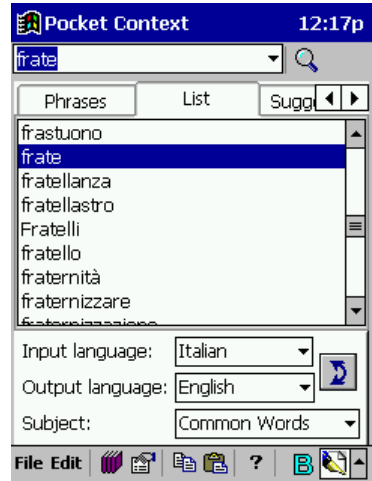 Pocket Context 12:17p
frate
Phrases List Sugg
frastuono
frate
fratellanza
fratellastro
Fratelli
fratello
fraternità
fraternizzare
fraternizzazione
Input language: Italian
Output language: English
Subject: Common Words
File Edit ? B